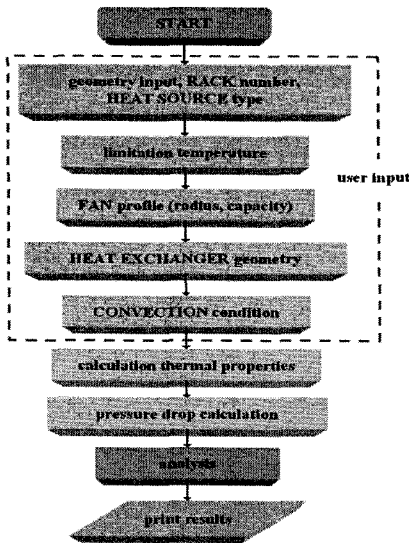 START
geometry input, RACK number,
HEAT SOURCE type
limitation temperature
user input
FAN profile (radius, capacity)
HEAT EXCHANGER geometry
CONVECTION condition
calculation thermal properties
pressure drop calculation
analysis
print results